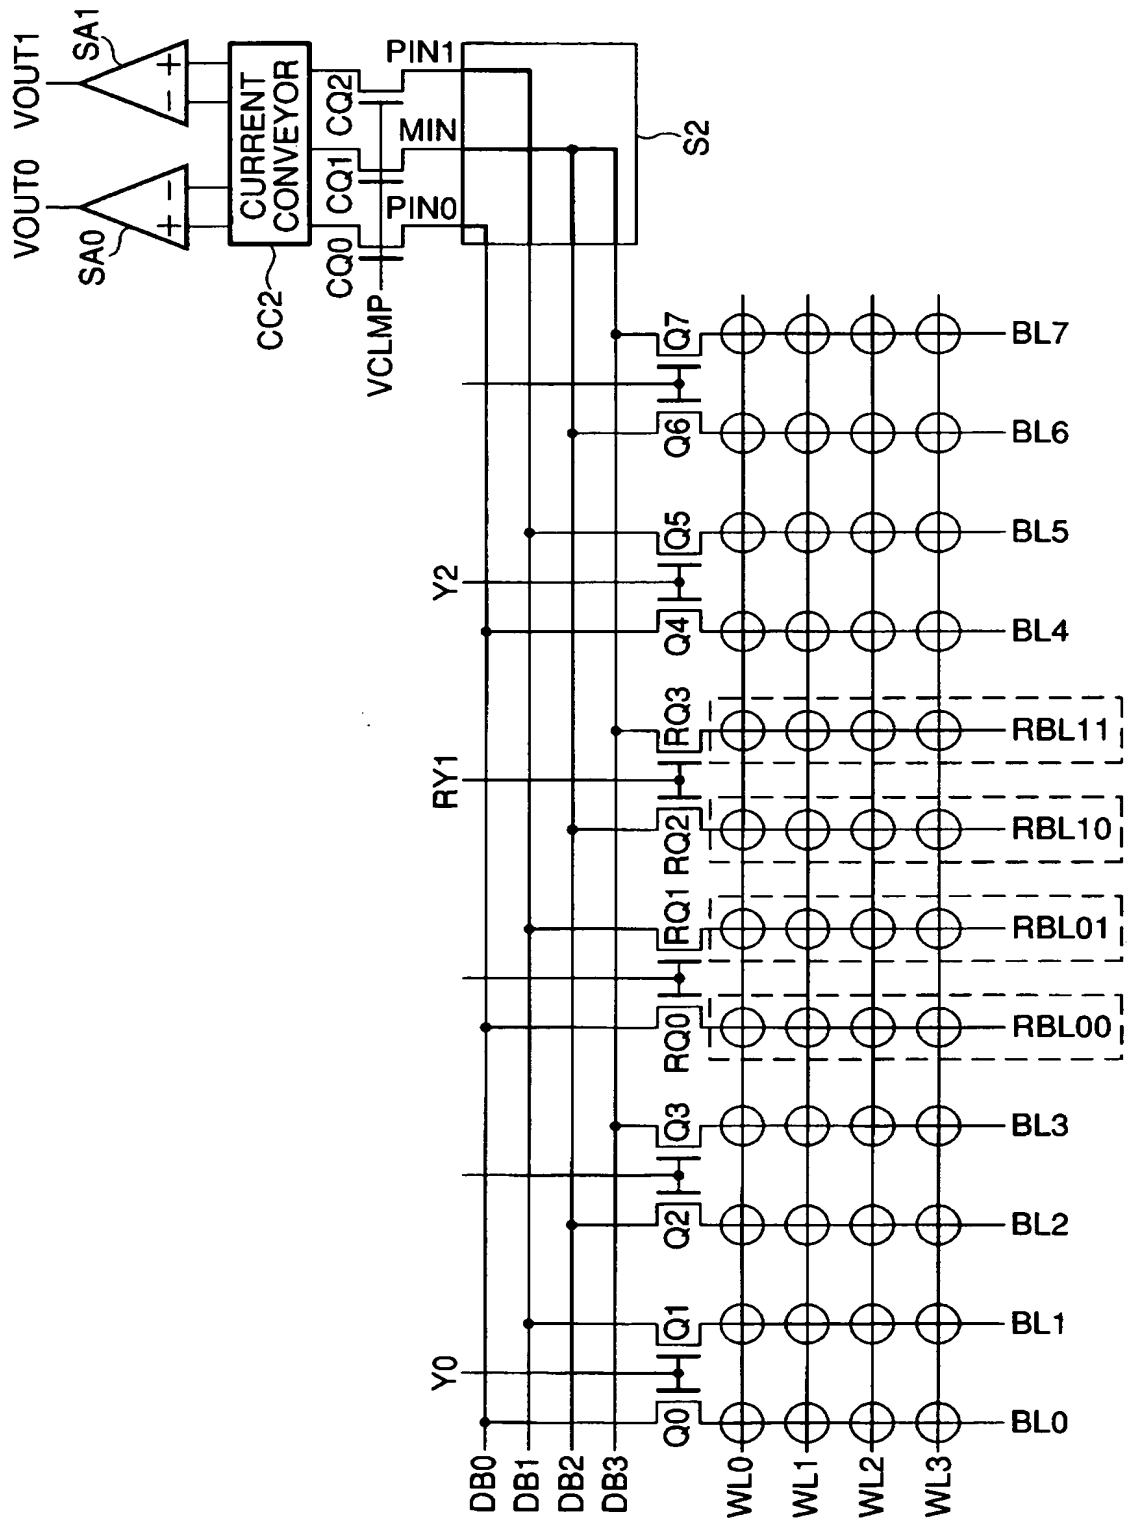 VOUT0
VOUT1
SA0
SA1
+
-
-
+
CURRENT
CONVEYOR
CC2
CQ0
CQ1
CQ2
VCLMP
PIN0
MIN
PIN1
S2
Y0
RY1
Y2
DB0
DB1
DB2
DB3
Q0
Q1
Q2
Q3
RQ0
RQ1
RQ2
RQ3
Q4
Q5
Q6
Q7
WL0
WL1
WL2
WL3
BL0
BL1
BL2
BL3
RBL00
RBL01
RBL10
RBL11
BL4
BL5
BL6
BL7